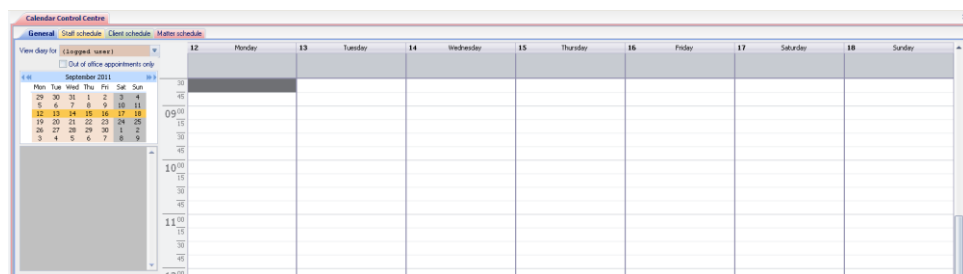 Calendar Control Centre
General Staff schedule Client schedule Matter schedule
View diary for (logged user)
Out of office appointments only
September 2011
Mon Tue Wed Thu Fri Sat Sun
29 30 31 1 2 3 4
5 6 7 8 9 10 11
12 13 14 15 16 17 18
19 20 21 22 23 24 25
26 27 28 29 30 1 2
3 4 5 6 7 8 9
12 Monday 13 Tuesday 14 Wednesday 15 Thursday 16 Friday 17 Saturday 18 Sunday
30
45
09 00
15
30
45
10 00
15
30
45
11 00
15
30
45